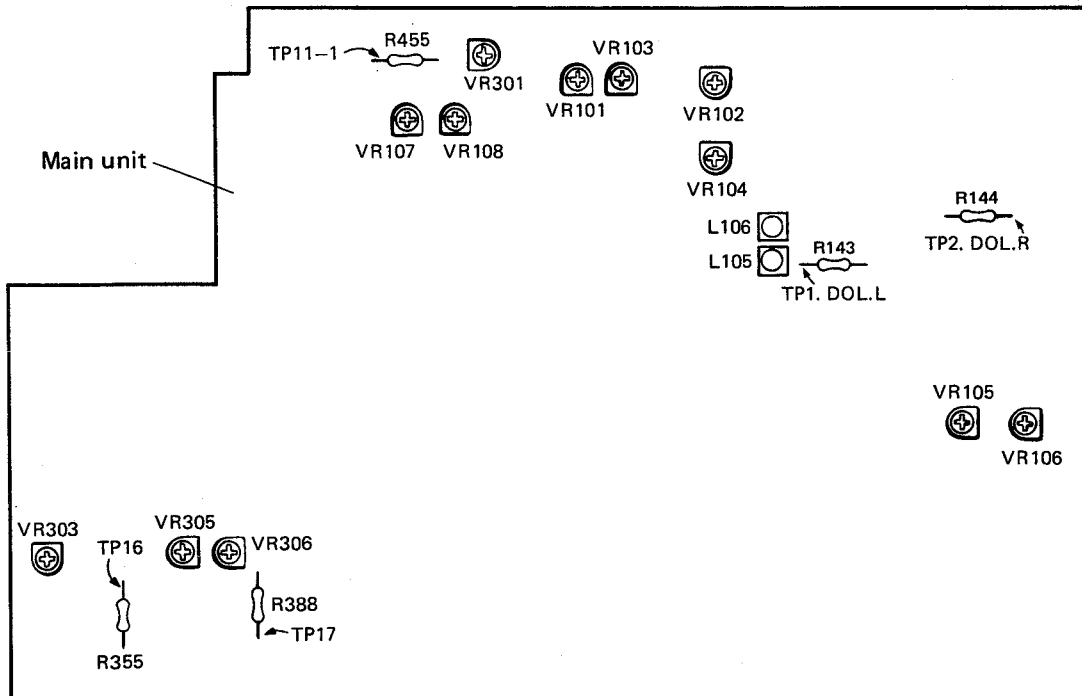 R455
VR103
TP11–1
VR301
VR101
VR102
VR107
VR108
Main unit
VR104
R144
L106
TP2. DOL.R
R143
L105
TP1. DOL.L
VR105
VR106
VR303
VR305
VR306
TP16
R388
TP17
R355